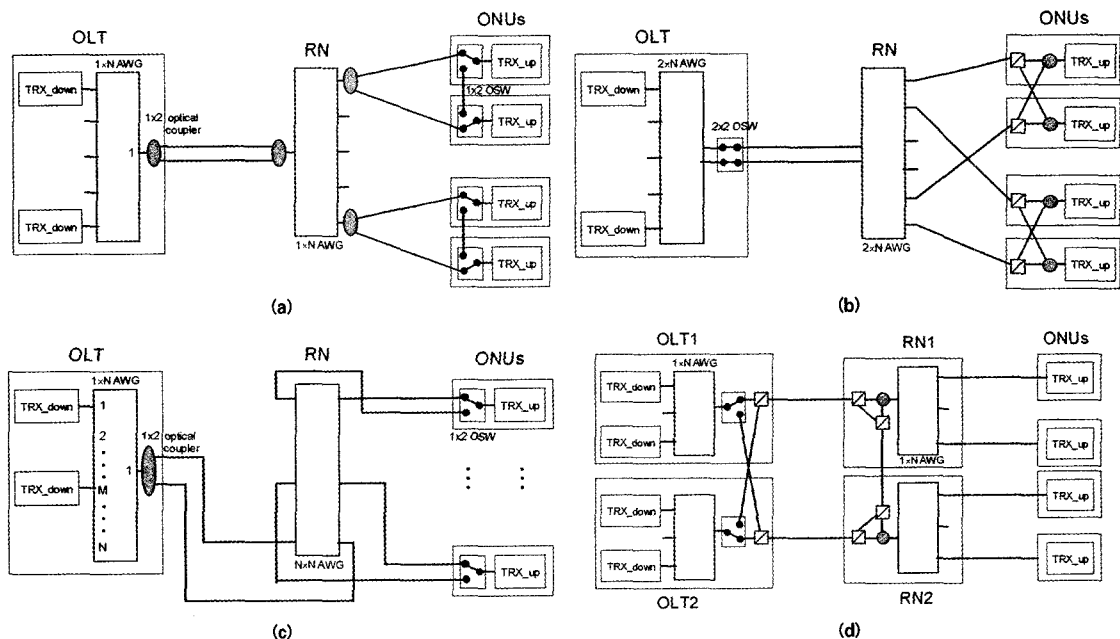 OLT
RN
ONUs
1×N AWG
TRX_down
1x2 optical
coupler
1
TRX_down
1×N AWG
TRX_up
1x2 OSW
TRX_up
TRX_up
TRX_up
(a)
OLT
RN
ONUs
2×N AWG
TRX_down
2x2 OSW
TRX_down
2×N AWG
TRX_up
TRX_up
TRX_up
TRX_up
(b)
OLT
RN
ONUs
1×N AWG
TRX_down
1
2
1x2 optical
coupler
1
TRX_down
M
N
N×N AWG
TRX_up
1x2 OSW
TRX_up
(c)
OLT1
RN1
ONUs
1×N AWG
TRX_down
TRX_down
TRX_down
TRX_down
OLT2
1×N AWG
RN2
TRX_up
TRX_up
TRX_up
TRX_up
(d)